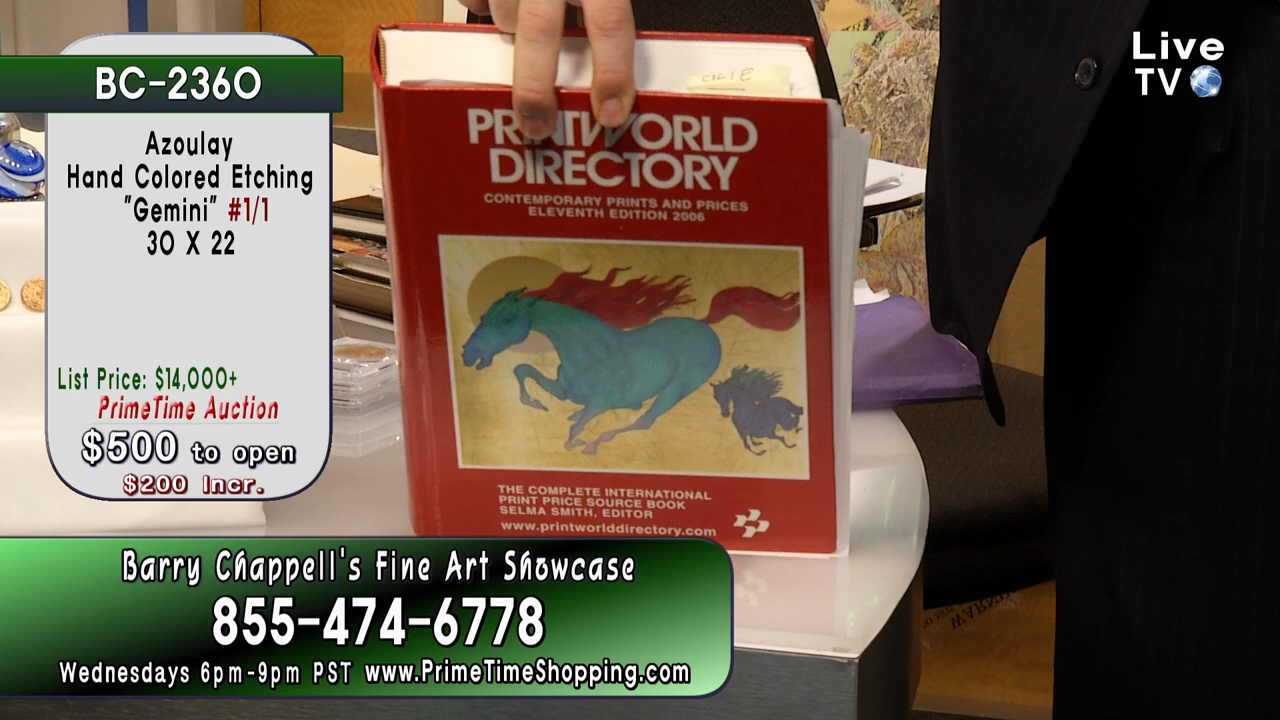 BC-2360
Azoulay
Hand Colored Etching
"Gemini" #1/1
30 X 22
List Price: $14,000+
PrimeTime Auction
$500 to open
$200 Incr.
Live
TV
PRINTWORLD
DIRECTORY
CONTEMPORARY PRINTS AND PRICES
ELEVENTH EDITION 2006
THE COMPLETE INTERNATIONAL
PRINT PRICE SOURCE BOOK
SELMA SMITH, EDITOR
www.printworlddirectory.com
Barry Chappell's Fine Art Showcase
855-474-6778
Wednesdays 6pm-9pm PST www.PrimeTimeShopping.com